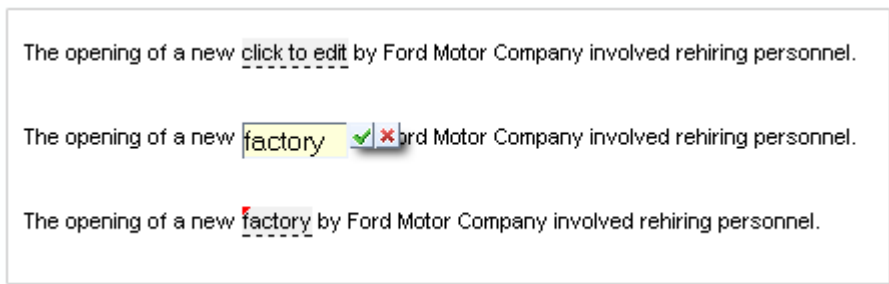 The opening of a new click to edit by Ford Motor Company involved rehiring personnel.
The opening of a new factory ord Motor Company involved rehiring personnel.
The opening of a new factory by Ford Motor Company involved rehiring personnel.